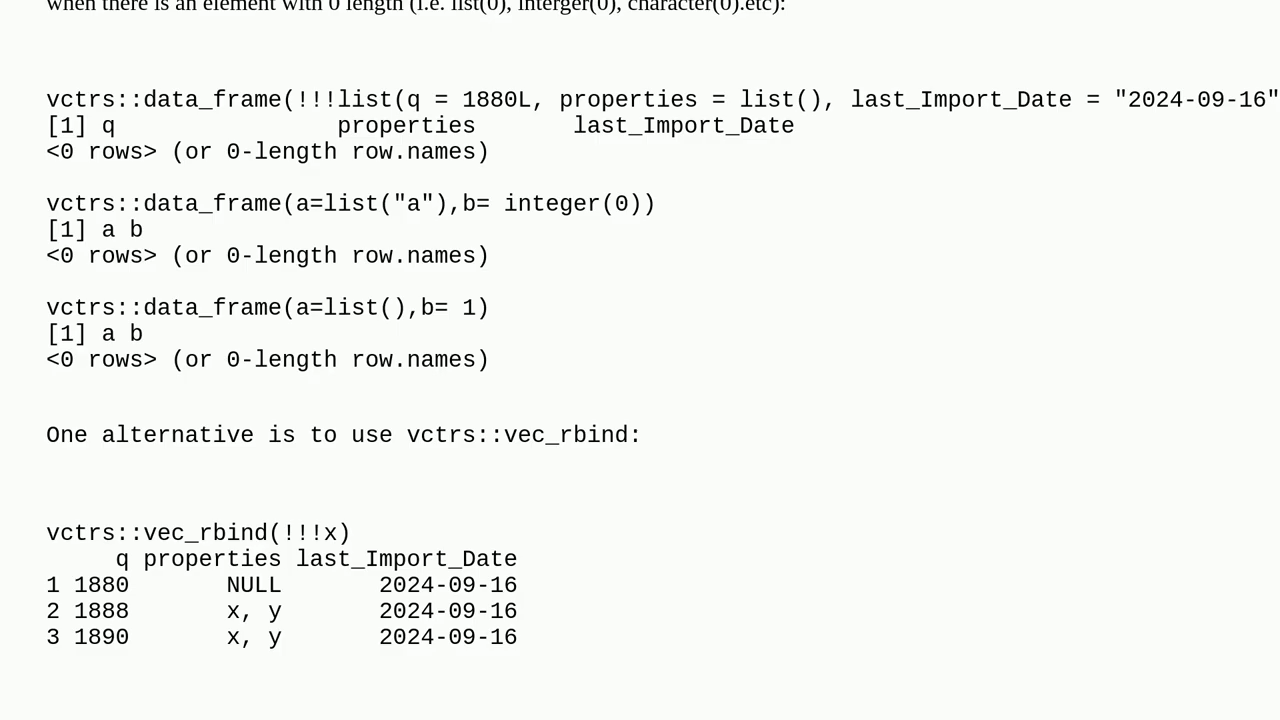 when there is an element with 0 length (i.e. list(0), interger(0), character(0).etc):
vctrs::data_frame(!!!list(q = 1880L, properties = list(), last_Import_Date = "2024-09-16"
[1] q                properties       last_Import_Date
<0 rows> (or 0-length row.names)
vctrs::data_frame(a=list("a"),b= integer(0))
[1] a b
<0 rows> (or 0-length row.names)
vctrs::data_frame(a=list(),b= 1)
[1] a b
<0 rows> (or 0-length row.names)
One alternative is to use vctrs::vec_rbind:
vctrs::vec_rbind(!!!x)
     q properties last_Import_Date
1 1880       NULL       2024-09-16
2 1888       x, y       2024-09-16
3 1890       x, y       2024-09-16